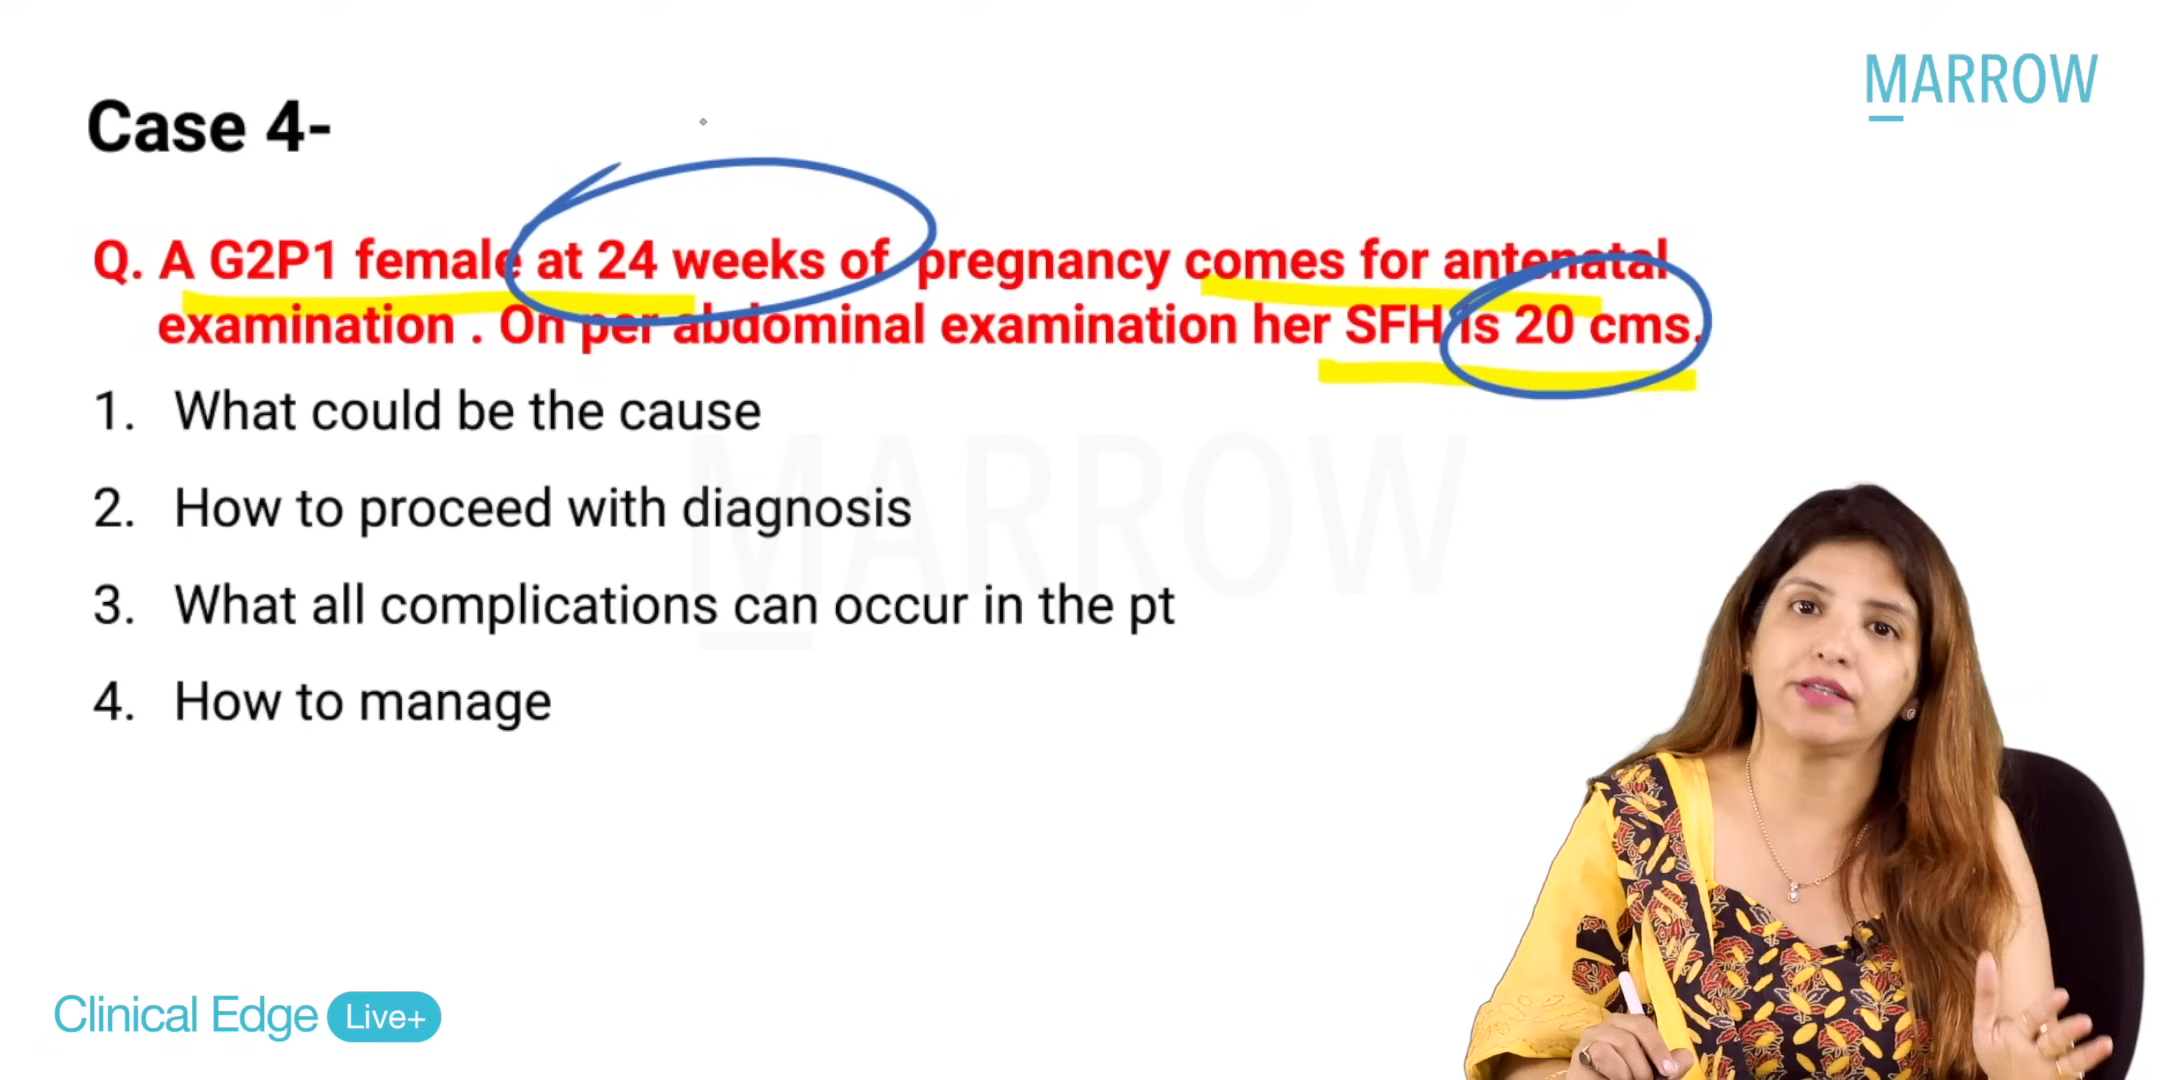 MARROW
Case 4-
Q. A G2P1 female at 24 weeks of pregnancy comes for antenatal
examination . On per abdominal examination her SFH is 20 cms.
1. What could be the cause
2. How to proceed with diagnosis
3. What all complications can occur in the pt
4. How to manage
MARROW
Clinical Edge Live+